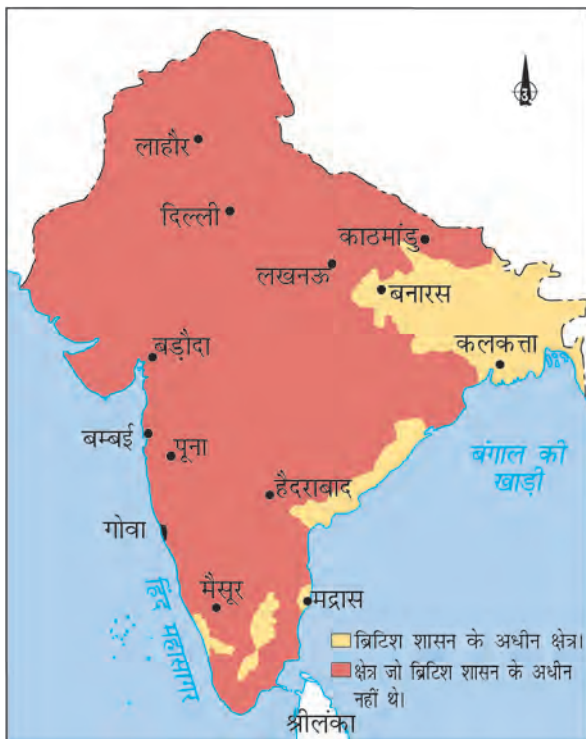 उ
लाहौर
दिल्ली
काठमांडु
लखनऊ
बनारस
कलकत्ता
बड़ौदा
बम्बई
पूना
बंगाल की
खाड़ी
हैदराबाद
गोवा
मैसूर
मद्रास
हिंद महासागर
ब्रिटिश शासन के अधीन क्षेत्र।
क्षेत्र जो ब्रिटिश शासन के अधीन
नहीं थे।
श्रीलंका